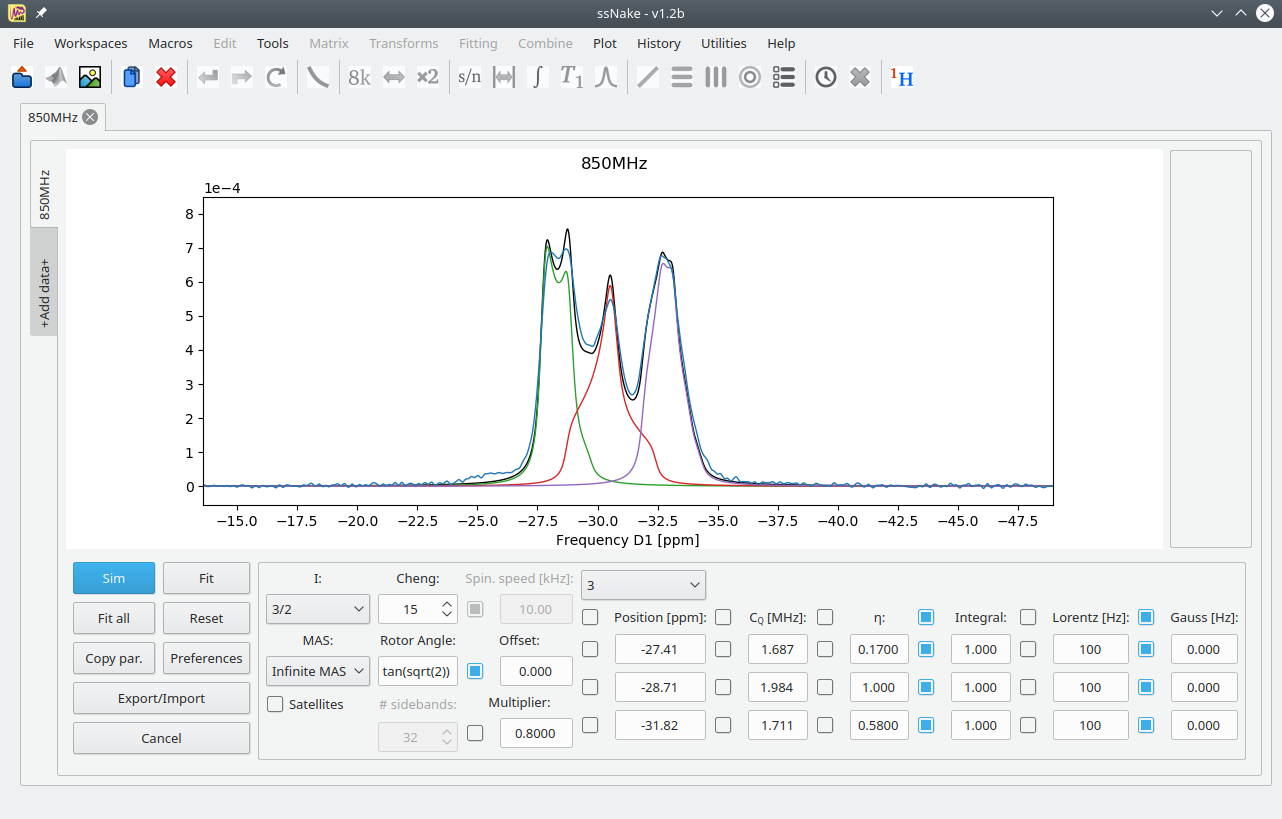 ssNake - v1.2b
File Workspaces Macros Edit Tools Matrix Transforms Fitting Combine Plot History Utilities Help
8k ×2 s/n ∫ T1 1H
850MHz
850MHz
+Add data+
850MHz
1e−4
8
7
6
5
4
3
2
1
0
−15.0 −17.5 −20.0 −22.5 −25.0 −27.5 −30.0 −32.5 −35.0 −37.5 −40.0 −42.5 −45.0 −47.5
Frequency D1 [ppm]
Sim Fit
Fit all Reset
Copy par. Preferences
Export/Import
Cancel
I: Cheng: Spin. speed [kHz]:
3/2 15 10.00
MAS: Rotor Angle: Offset:
Infinite MAS tan(sqrt(2)) 0.000
Satellites # sidebands: Multiplier:
32 0.8000
3
Position [ppm]: CQ [MHz]: η: Integral: Lorentz [Hz]: Gauss [Hz]:
-27.41 1.687 0.1700 1.000 100 0.000
-28.71 1.984 1.000 1.000 100 0.000
-31.82 1.711 0.5800 1.000 100 0.000